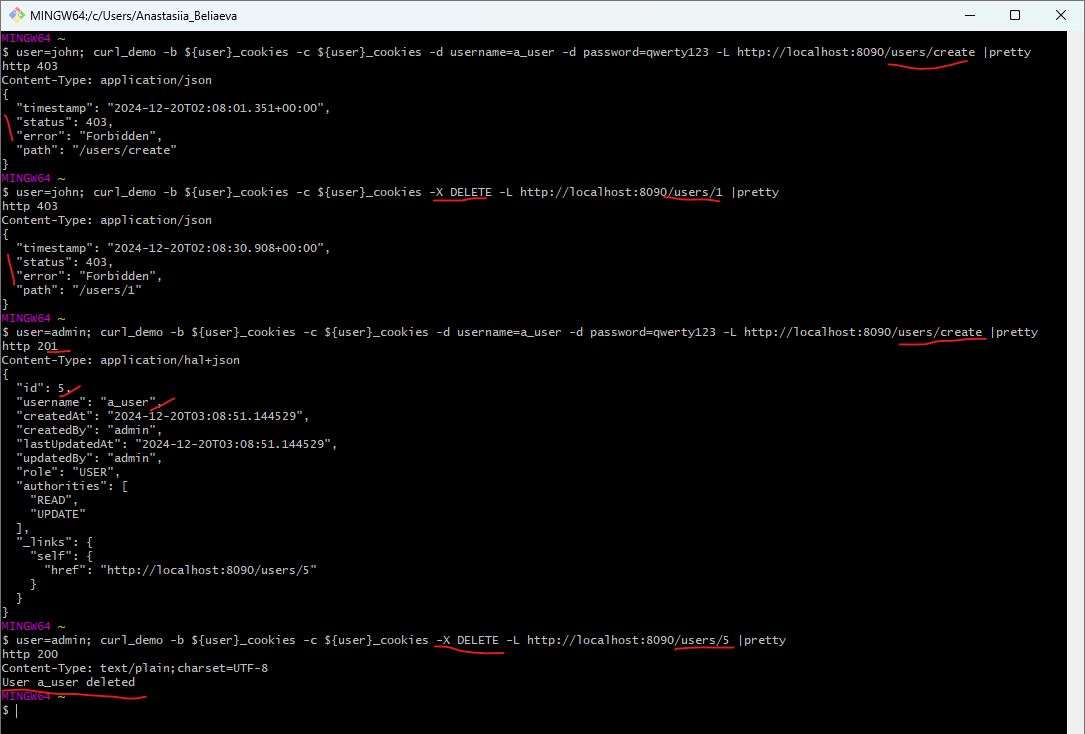 MINGW64:/c/Users/Anastasiia_Beliaeva
MINGW64 ~
$ user=john; curl_demo -b ${user}_cookies -c ${user}_cookies -d username=a_user -d password=qwerty123 -L http://localhost:8090/users/create |pretty
http 403
Content-Type: application/json
{
  "timestamp": "2024-12-20T02:08:01.351+00:00",
  "status": 403,
  "error": "Forbidden",
  "path": "/users/create"
}
MINGW64 ~
$ user=john; curl_demo -b ${user}_cookies -c ${user}_cookies -X DELETE -L http://localhost:8090/users/1 |pretty
http 403
Content-Type: application/json
{
  "timestamp": "2024-12-20T02:08:30.908+00:00",
  "status": 403,
  "error": "Forbidden",
  "path": "/users/1"
}
MINGW64 ~
$ user=admin; curl_demo -b ${user}_cookies -c ${user}_cookies -d username=a_user -d password=qwerty123 -L http://localhost:8090/users/create |pretty
http 201
Content-Type: application/hal+json
{
  "id": 5,
  "username": "a_user",
  "createdAt": "2024-12-20T03:08:51.144529",
  "createdBy": "admin",
  "lastUpdatedAt": "2024-12-20T03:08:51.144529",
  "updatedBy": "admin",
  "role": "USER",
  "authorities": [
    "READ",
    "UPDATE"
  ],
  "_links": {
    "self": {
      "href": "http://localhost:8090/users/5"
    }
  }
}
MINGW64 ~
$ user=admin; curl_demo -b ${user}_cookies -c ${user}_cookies -X DELETE -L http://localhost:8090/users/5 |pretty
http 200
Content-Type: text/plain;charset=UTF-8
User a_user deleted
MINGW64 ~
$